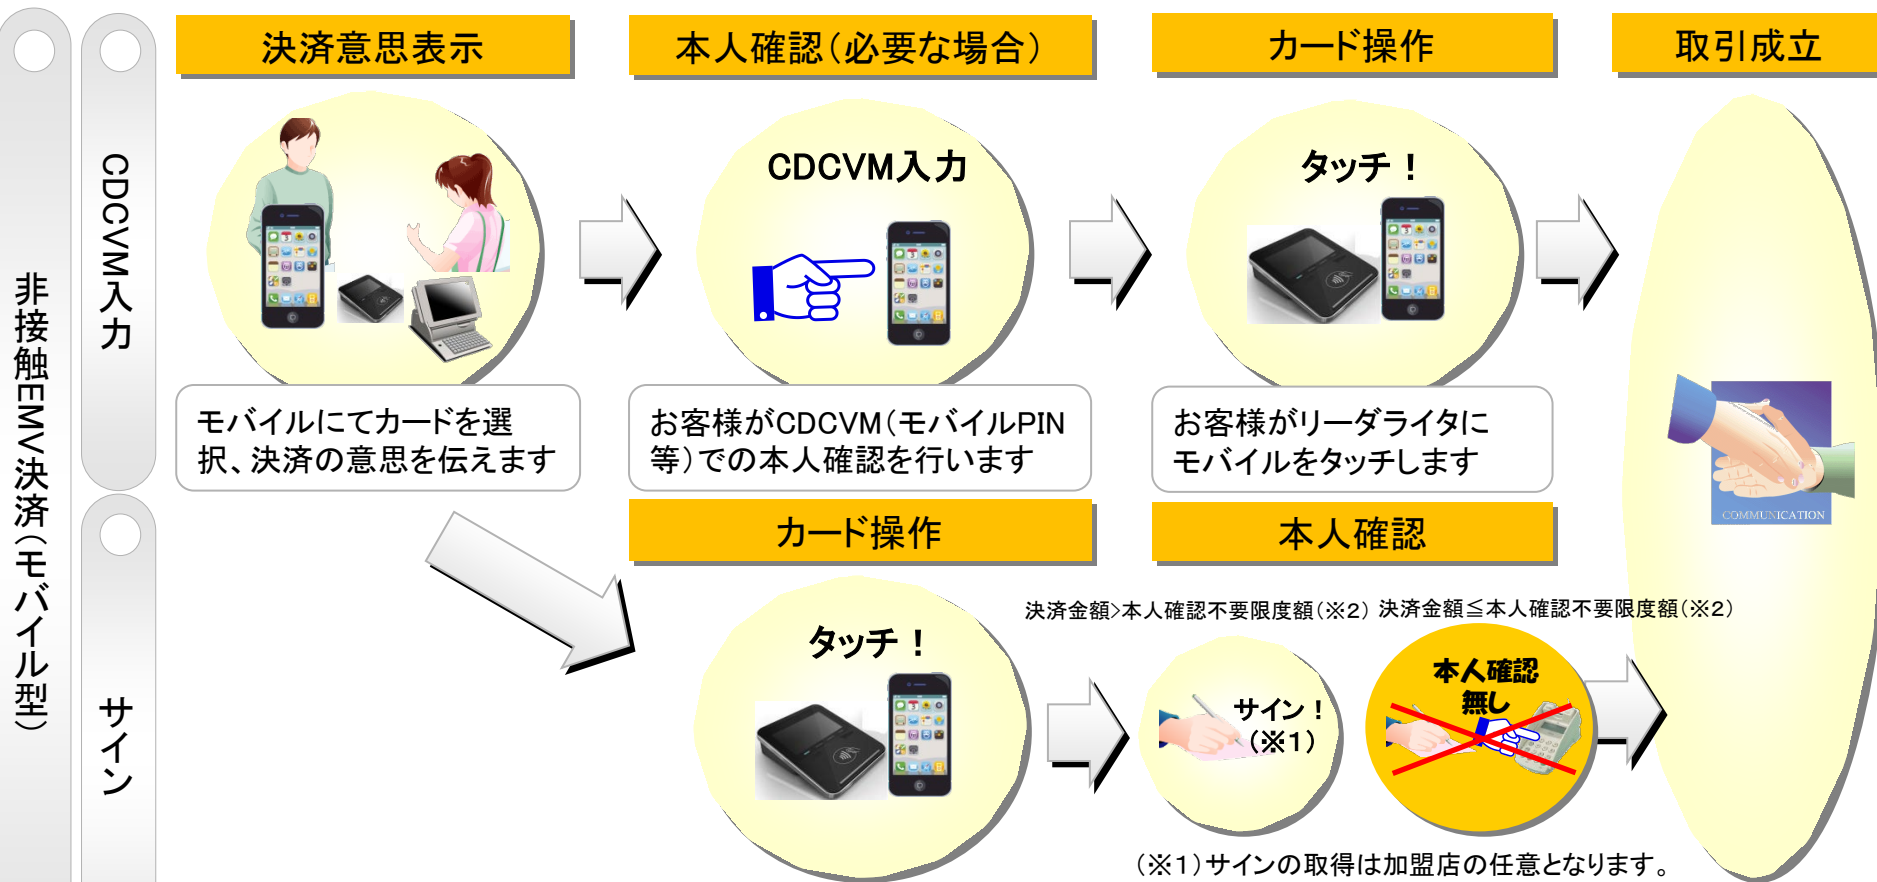 非接触EMV決済（モバイル型）
CDCVM入力
サイン
決済意思表示
本人確認（必要な場合）
カード操作
取引成立
CDCVM入力
タッチ！
モバイルにてカードを選
択、決済の意思を伝えます
お客様がCDCVM（モバイルPIN
等）での本人確認を行います
お客様がリーダライタに
モバイルをタッチします
COMMUNICATION
カード操作
本人確認
決済金額>本人確認不要限度額（※2）
決済金額≦本人確認不要限度額（※2）
タッチ！
サイン！
（※1）
本人確認
無し
（※1）サインの取得は加盟店の任意となります。